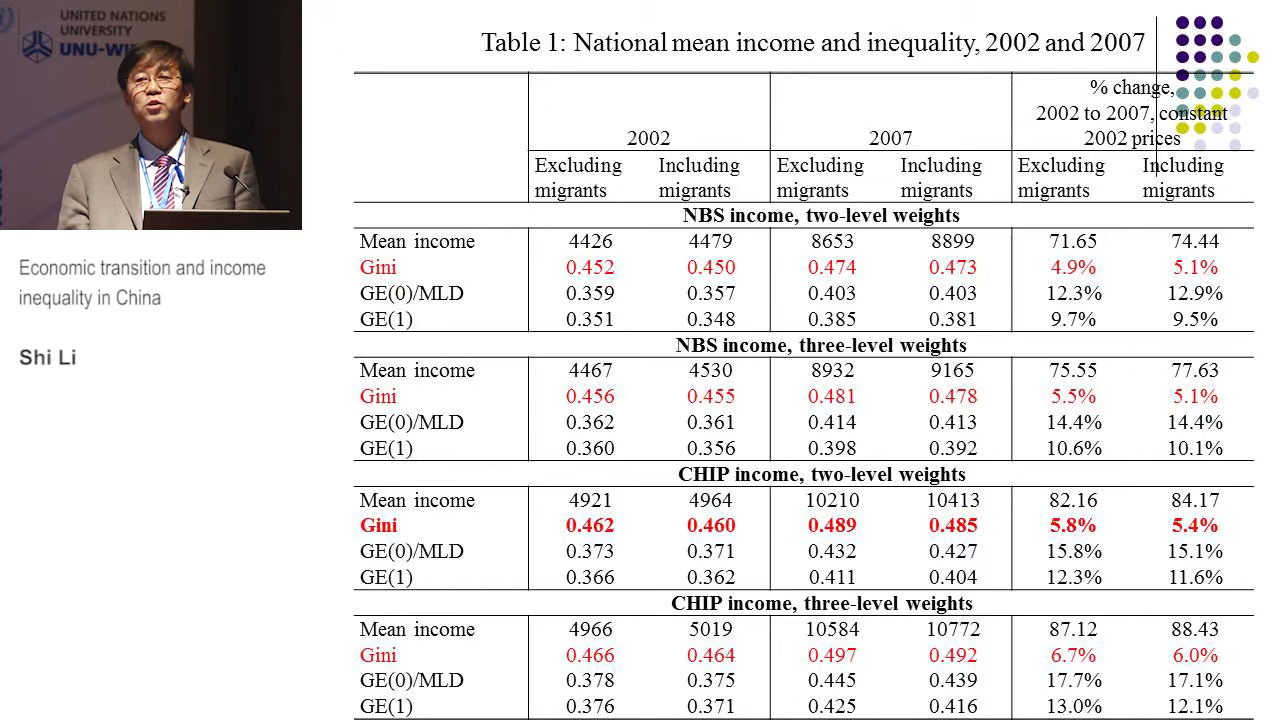 UNITED NATIONS
UNIVERSITY
Table 1: National mean income and inequality, 2002 and 2007
% change,
2002 to 2007, constant
2002 2007 2002 prices
Excluding Including Excluding Including Excluding Including
migrants migrants migrants migrants migrants migrants
NBS income, two-level weights
Mean income 4426 4479 8653 8899 71.65 74.44
Gini 0.452 0.450 0.474 0.473 4.9% 5.1%
GE(0)/MLD 0.359 0.357 0.403 0.403 12.3% 12.9%
GE(1) 0.351 0.348 0.385 0.381 9.7% 9.5%
NBS income, three-level weights
Mean income 4467 4530 8932 9165 75.55 77.63
Gini 0.456 0.455 0.481 0.478 5.5% 5.1%
GE(0)/MLD 0.362 0.361 0.414 0.413 14.4% 14.4%
GE(1) 0.360 0.356 0.398 0.392 10.6% 10.1%
CHIP income, two-level weights
Mean income 4921 4964 10210 10413 82.16 84.17
Gini 0.462 0.460 0.489 0.485 5.8% 5.4%
GE(0)/MLD 0.373 0.371 0.432 0.427 15.8% 15.1%
GE(1) 0.366 0.362 0.411 0.404 12.3% 11.6%
CHIP income, three-level weights
Mean income 4966 5019 10584 10772 87.12 88.43
Gini 0.466 0.464 0.497 0.492 6.7% 6.0%
GE(0)/MLD 0.378 0.375 0.445 0.439 17.7% 17.1%
GE(1) 0.376 0.371 0.425 0.416 13.0% 12.1%
Economic transition and income
inequality in China
Shi Li